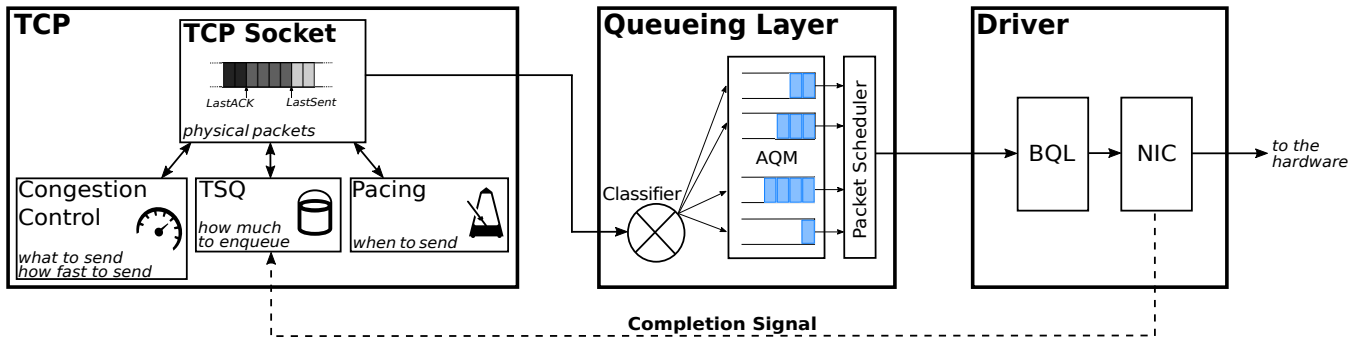 TCP
TCP Socket
LastACK
LastSent
physical packets
Congestion
Control
what to send
how fast to send
TSQ
how much
to enqueue
Pacing
when to send
Queueing Layer
Classifier
AQM
Packet Scheduler
Driver
BQL
NIC
to the
hardware
Completion Signal